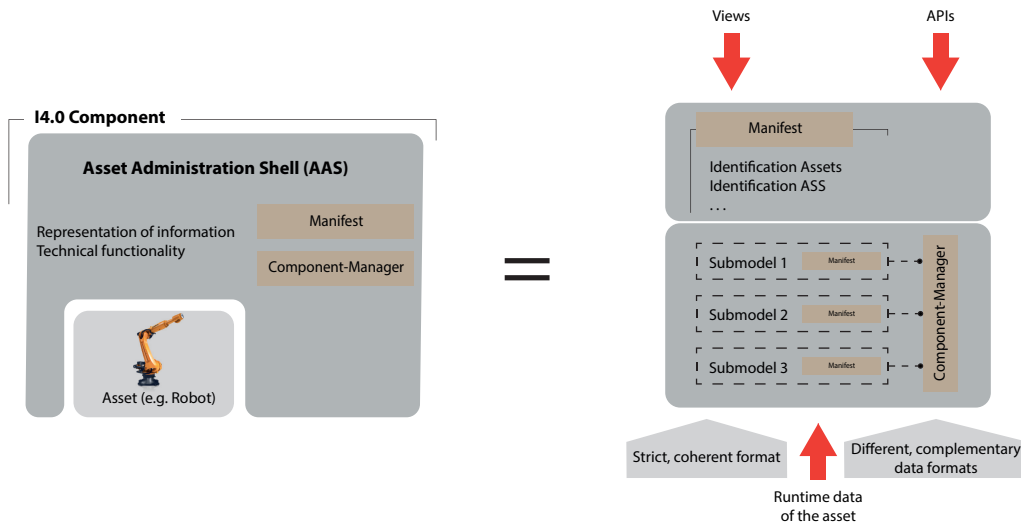 I4.0 Component
Asset Administration Shell (AAS)
Representation of information
Technical functionality
Manifest
Component-Manager
Asset (e.g. Robot)
=
Views
APIs
Manifest
Identification Assets
Identification ASS
...
Submodel 1
Manifest
Submodel 2
Manifest
Submodel 3
Manifest
Component-Manager
Strict, coherent format
Different, complementary
data formats
Runtime data
of the asset